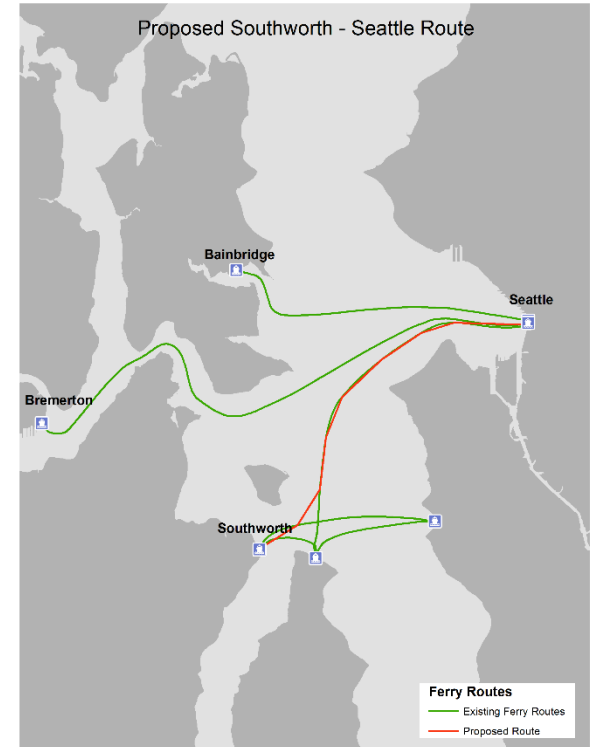 Proposed Southworth - Seattle Route
Bainbridge
Seattle
Bremerton
Southworth
Ferry Routes
Existing Ferry Routes
Proposed Route